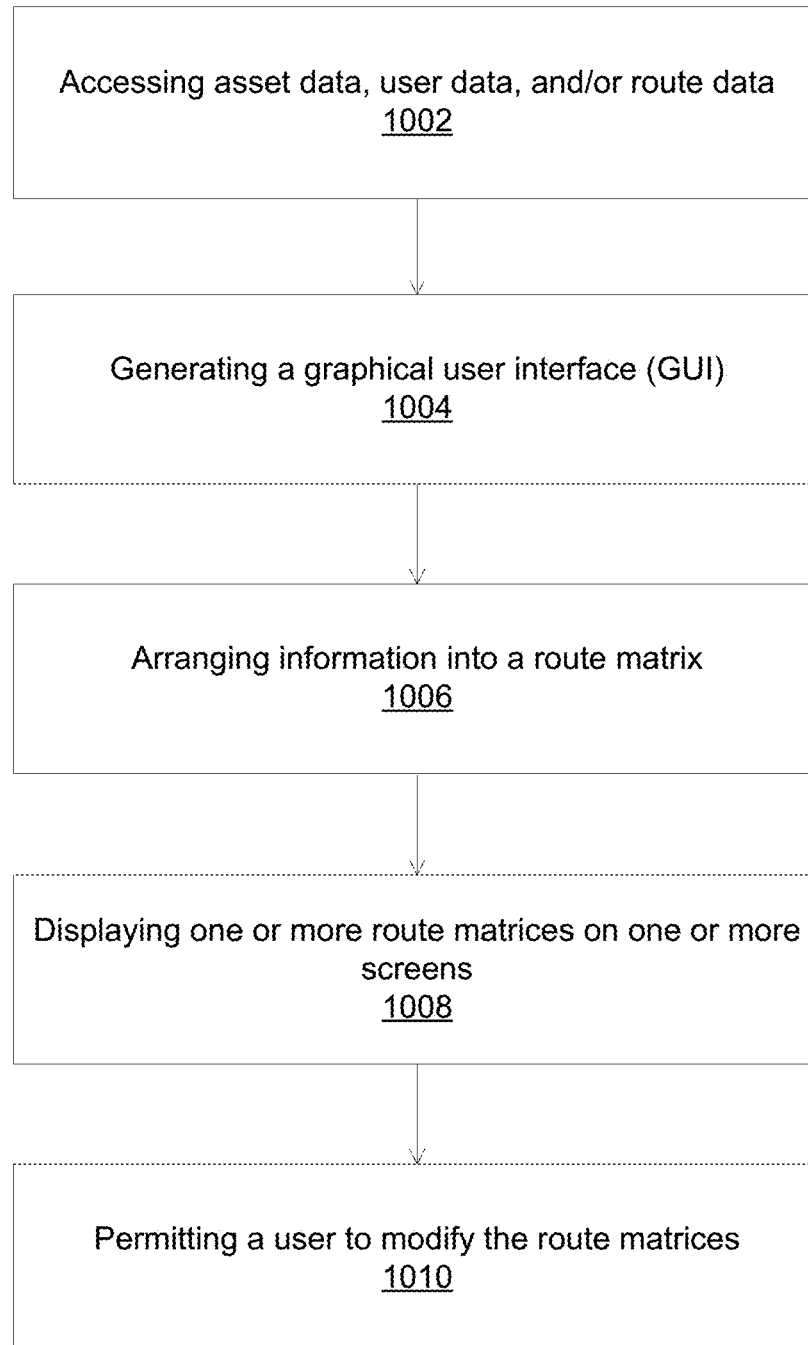 Accessing asset data, user data, and/or route data
1002
Generating a graphical user interface (GUI)
1004
Arranging information into a route matrix
1006
Displaying one or more route matrices on one or more
screens
1008
Permitting a user to modify the route matrices
1010